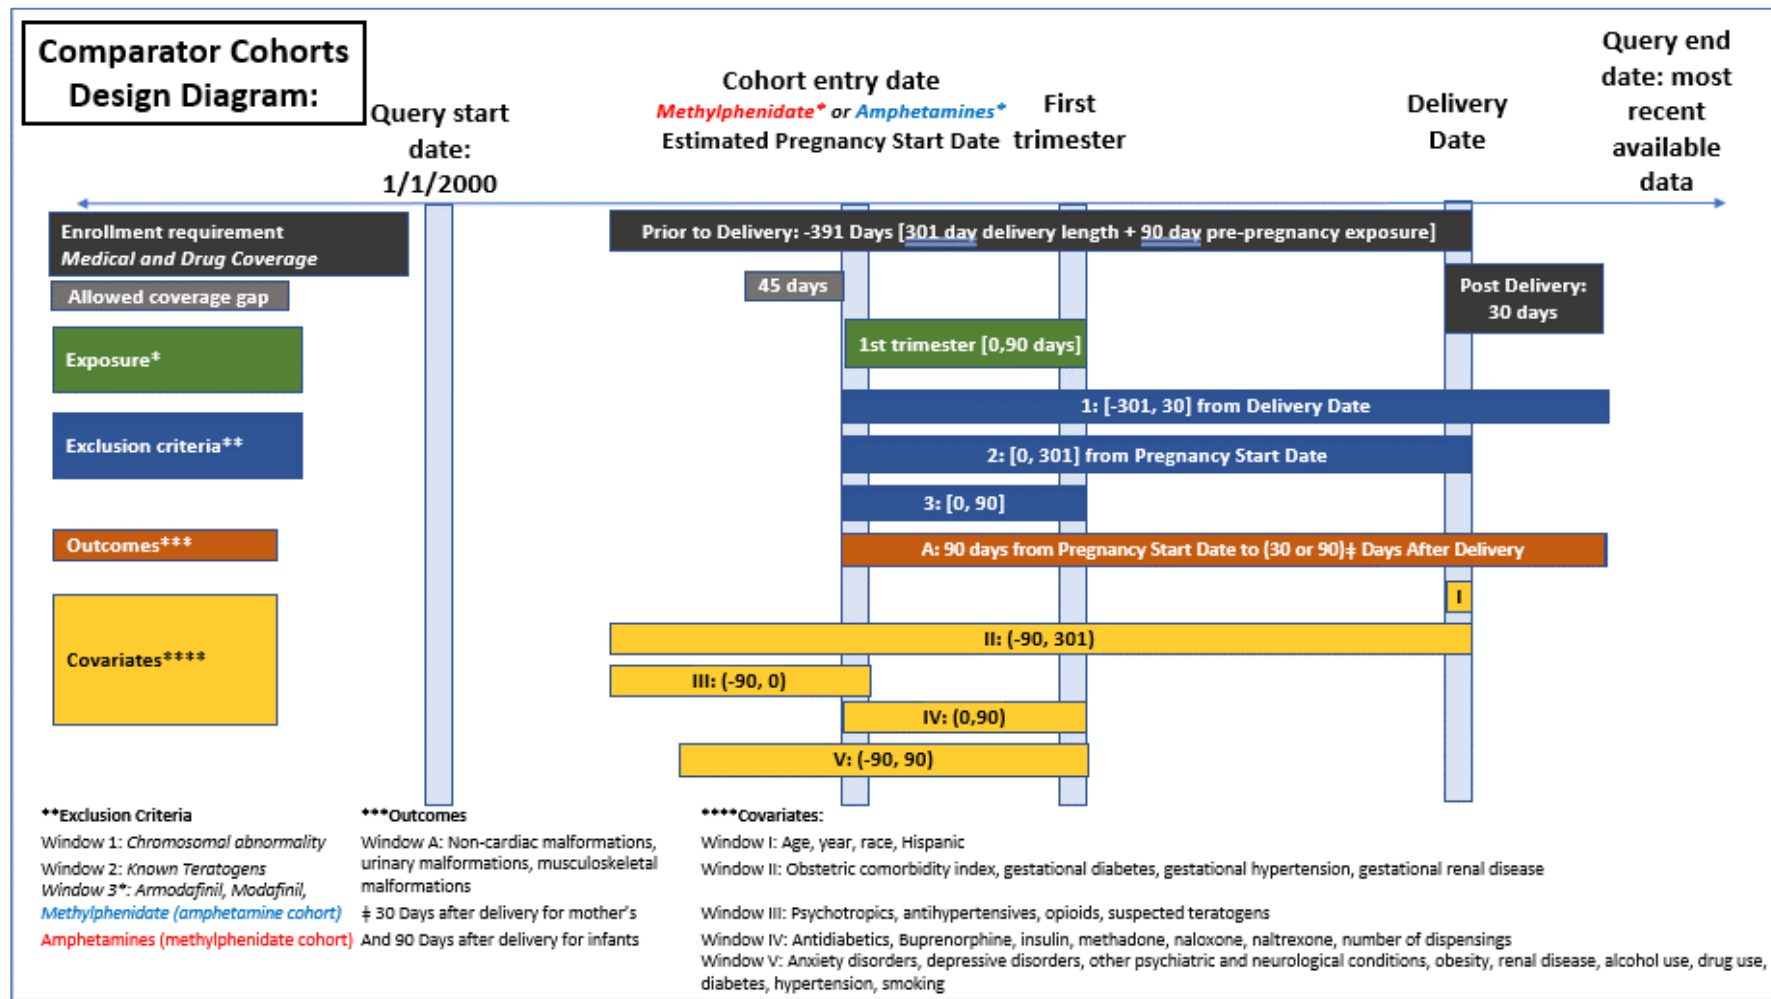 Comparator Cohorts
Design Diagram:
Query start
date:
1/1/2000
Cohort entry date
Methylphenidate* or Amphetamines*
Estimated Pregnancy Start Date
First
trimester
Delivery
Date
Query end
date: most
recent
available
data
Enrollment requirement
Medical and Drug Coverage
Prior to Delivery: -391 Days [301 day delivery length + 90 day pre-pregnancy exposure]
Allowed coverage gap
45 days
Post Delivery:
30 days
Exposure*
1st trimester [0,90 days]
Exclusion criteria**
1: [-301, 30] from Delivery Date
2: [0, 301] from Pregnancy Start Date
3: [0, 90]
Outcomes***
A: 90 days from Pregnancy Start Date to (30 or 90)ǂ Days After Delivery
Covariates****
I
II: (-90, 301)
III: (-90, 0)
IV: (0,90)
V: (-90, 90)
**Exclusion Criteria
Window 1: Chromosomal abnormality
Window 2: Known Teratogens
Window 3*: Armodafinil, Modafinil,
Methylphenidate (amphetamine cohort)
Amphetamines (methylphenidate cohort)
***Outcomes
Window A: Non-cardiac malformations,
urinary malformations, musculoskeletal
malformations
ǂ 30 Days after delivery for mother's
And 90 Days after delivery for infants
****Covariates:
Window I: Age, year, race, Hispanic
Window II: Obstetric comorbidity index, gestational diabetes, gestational hypertension, gestational renal disease
Window III: Psychotropics, antihypertensives, opioids, suspected teratogens
Window IV: Antidiabetics, Buprenorphine, insulin, methadone, naloxone, naltrexone, number of dispensings
Window V: Anxiety disorders, depressive disorders, other psychiatric and neurological conditions, obesity, renal disease, alcohol use, drug use,
diabetes, hypertension, smoking